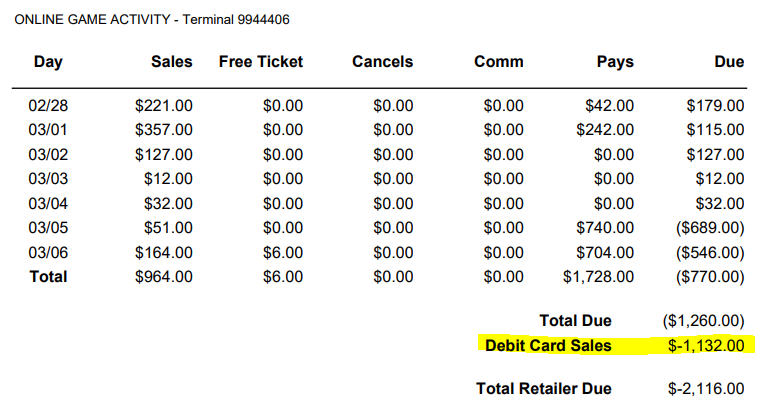 ONLINE GAME ACTIVITY - Terminal 9944406
Day Sales Free Ticket Cancels Comm Pays Due
02/28 $221.00 $0.00 $0.00 $0.00 $42.00 $179.00
03/01 $357.00 $0.00 $0.00 $0.00 $242.00 $115.00
03/02 $127.00 $0.00 $0.00 $0.00 $0.00 $127.00
03/03 $12.00 $0.00 $0.00 $0.00 $0.00 $12.00
03/04 $32.00 $0.00 $0.00 $0.00 $0.00 $32.00
03/05 $51.00 $0.00 $0.00 $0.00 $740.00 ($689.00)
03/06 $164.00 $6.00 $0.00 $0.00 $704.00 ($546.00)
Total $964.00 $6.00 $0.00 $0.00 $1,728.00 ($770.00)
Total Due ($1,260.00)
Debit Card Sales $-1,132.00
Total Retailer Due $-2,116.00